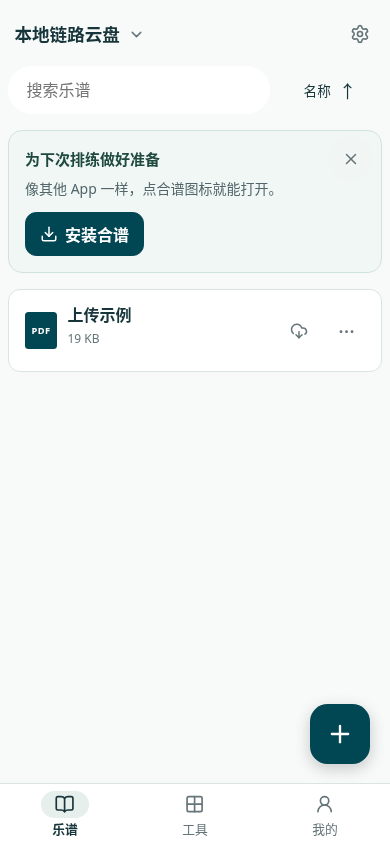 本地链路云盘
搜索乐谱
名称 ↑
为下次排练做好准备
像其他 App 一样，点合谱图标就能打开。
安装合谱
PDF
上传示例
19 KB
乐谱
工具
我的